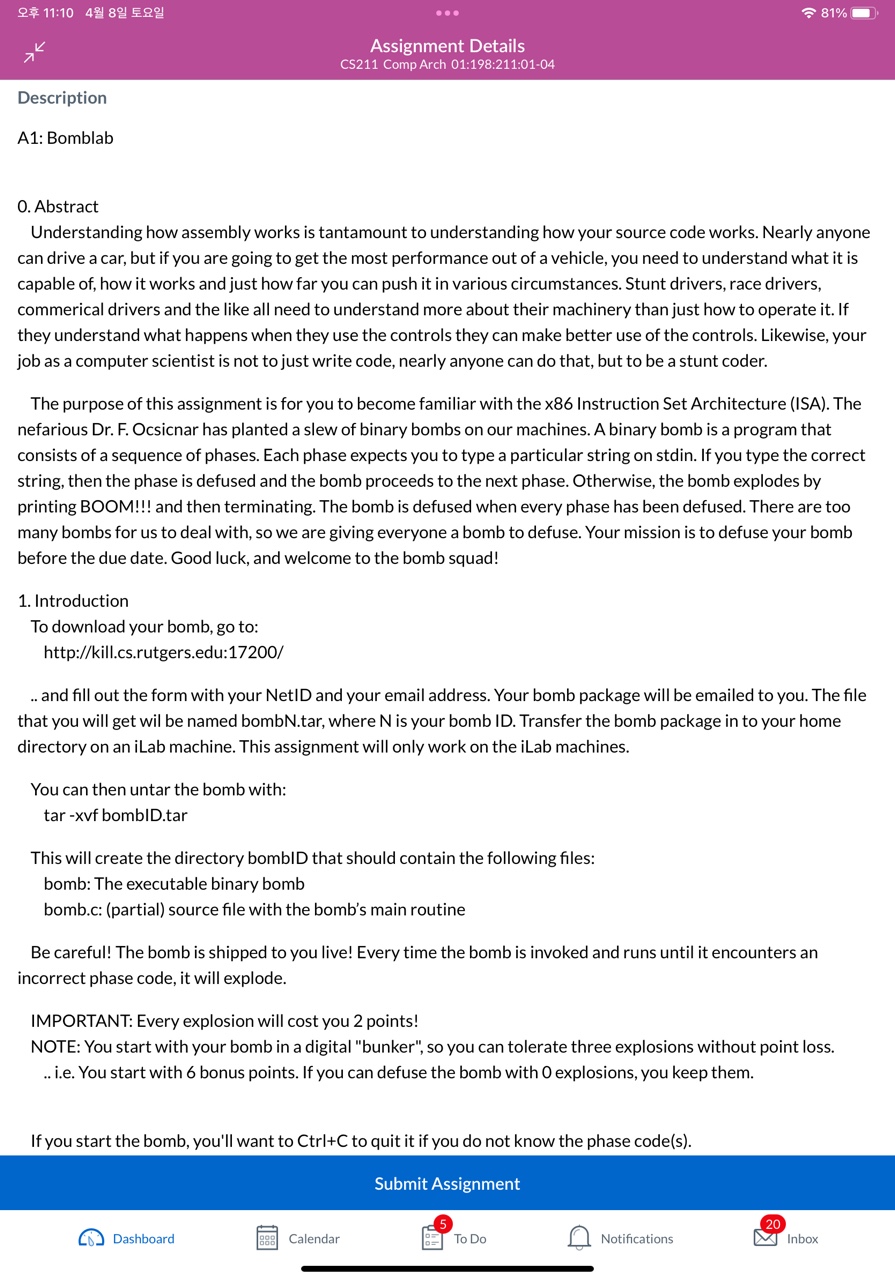 오후 11:10 4월 8일 토요일
81%
Assignment Details
CS211 Comp Arch 01:198:211:01-04
Description
A1: Bomblab
0. Abstract
Understanding how assembly works is tantamount to understanding how your source code works. Nearly anyone
can drive a car, but if you are going to get the most performance out of a vehicle, you need to understand what it is
capable of, how it works and just how far you can push it in various circumstances. Stunt drivers, race drivers,
commerical drivers and the like all need to understand more about their machinery than just how to operate it. If
they understand what happens when they use the controls they can make better use of the controls. Likewise, your
job as a computer scientist is not to just write code, nearly anyone can do that, but to be a stunt coder.
The purpose of this assignment is for you to become familiar with the x86 Instruction Set Architecture (ISA). The
nefarious Dr. F. Ocsicnar has planted a slew of binary bombs on our machines. A binary bomb is a program that
consists of a sequence of phases. Each phase expects you to type a particular string on stdin. If you type the correct
string, then the phase is defused and the bomb proceeds to the next phase. Otherwise, the bomb explodes by
printing BOOM!!! and then terminating. The bomb is defused when every phase has been defused. There are too
many bombs for us to deal with, so we are giving everyone a bomb to defuse. Your mission is to defuse your bomb
before the due date. Good luck, and welcome to the bomb squad!
1. Introduction
To download your bomb, go to:
http://kill.cs.rutgers.edu:17200/
.. and fill out the form with your NetID and your email address. Your bomb package will be emailed to you. The file
that you will get wil be named bombN.tar, where N is your bomb ID. Transfer the bomb package in to your home
directory on an iLab machine. This assignment will only work on the iLab machines.
You can then untar the bomb with:
tar -xvf bombID.tar
This will create the directory bombID that should contain the following files:
bomb: The executable binary bomb
bomb.c: (partial) source file with the bomb's main routine
Be careful! The bomb is shipped to you live! Every time the bomb is invoked and runs until it encounters an
incorrect phase code, it will explode.
IMPORTANT: Every explosion will cost you 2 points!
NOTE: You start with your bomb in a digital "bunker", so you can tolerate three explosions without point loss.
.. i.e. You start with 6 bonus points. If you can defuse the bomb with 0 explosions, you keep them.
If you start the bomb, you'll want to Ctrl+C to quit it if you do not know the phase code(s).
Submit Assignment
Dashboard
Calendar
5
To Do
Notifications
20
Inbox